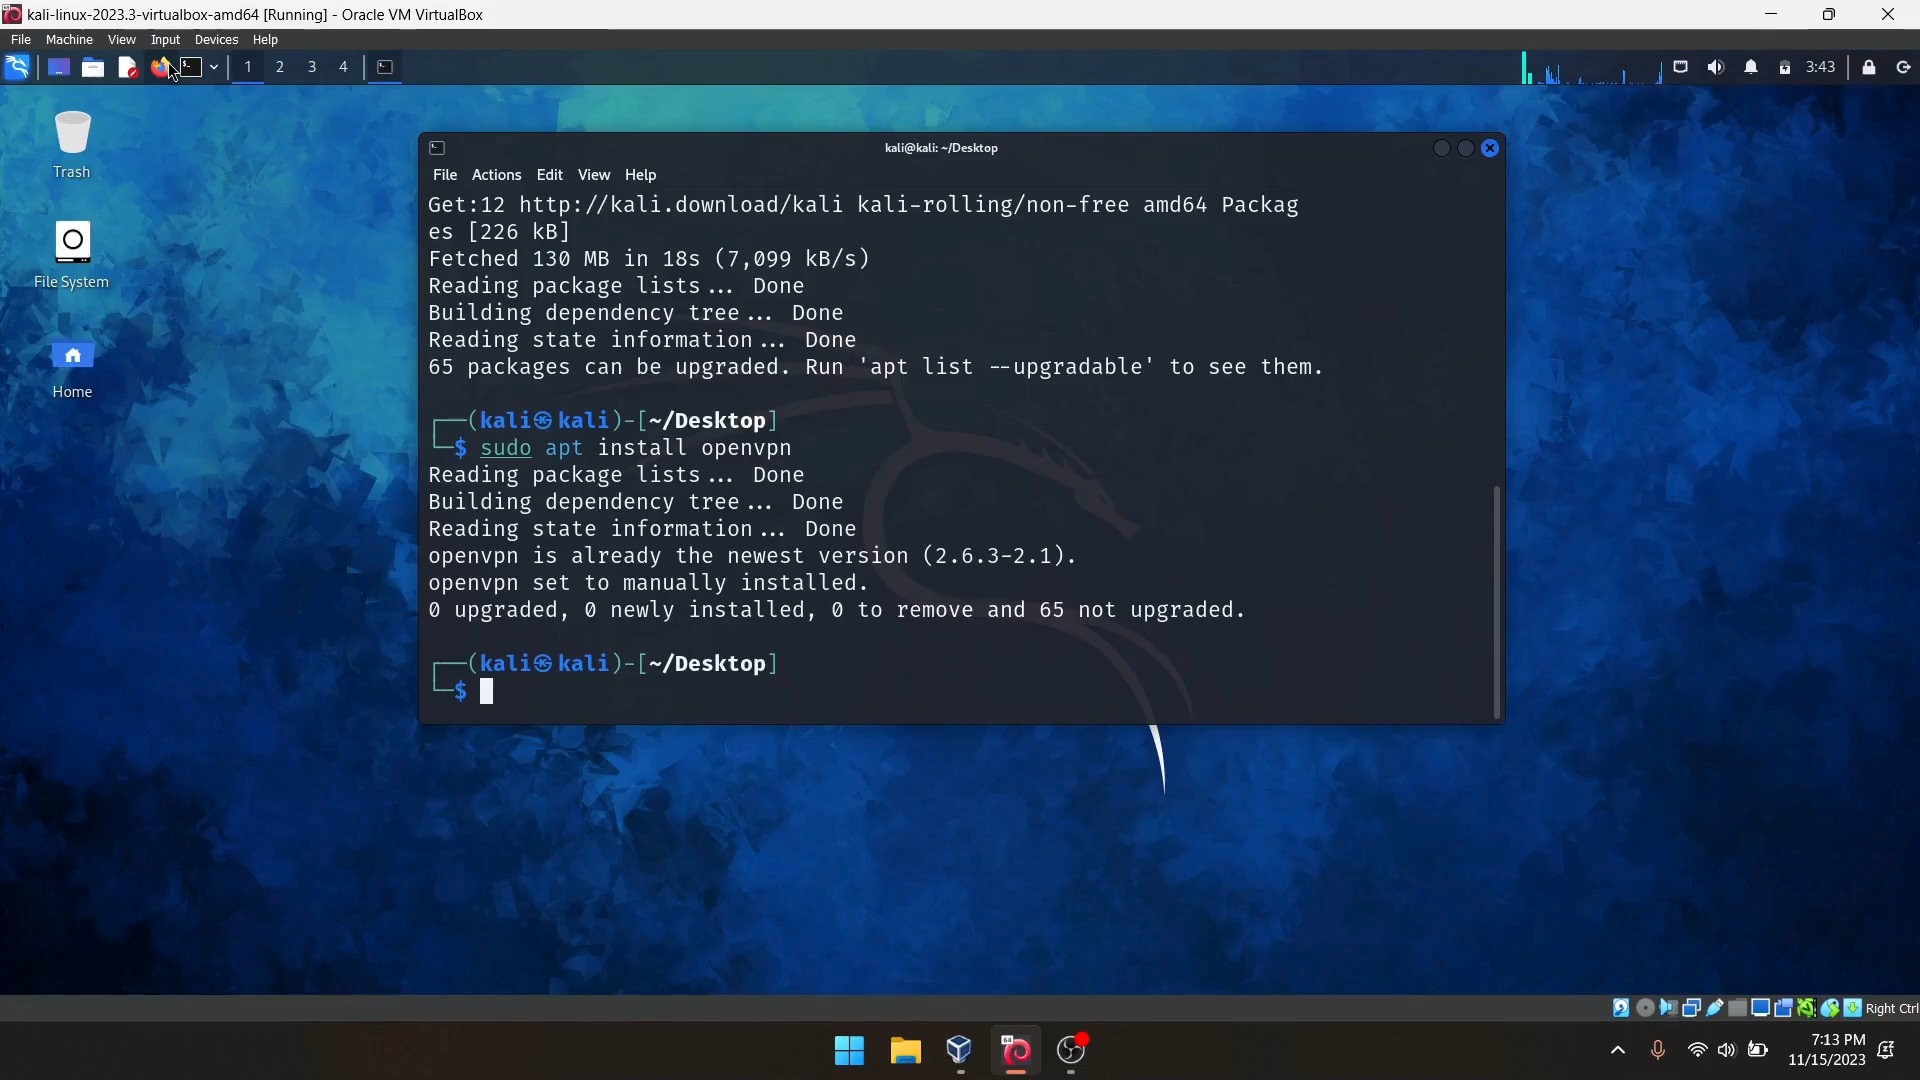 kali-linux-2023.3-virtualbox-amd64 [Running] - Oracle VM VirtualBox
File Machine View Input Devices Help
1 2 3 4 3:43
Trash
File System
Home
kali@kali: ~/Desktop
File Actions Edit View Help
Get:12 http://kali.download/kali kali-rolling/non-free amd64 Packag
es [226 kB]
Fetched 130 MB in 18s (7,099 kB/s)
Reading package lists... Done
Building dependency tree... Done
Reading state information... Done
65 packages can be upgraded. Run 'apt list --upgradable' to see them.
┌──(kali㉿kali)-[~/Desktop]
└─$ sudo apt install openvpn
Reading package lists... Done
Building dependency tree... Done
Reading state information... Done
openvpn is already the newest version (2.6.3-2.1).
openvpn set to manually installed.
0 upgraded, 0 newly installed, 0 to remove and 65 not upgraded.
┌──(kali㉿kali)-[~/Desktop]
└─$
Right Ctrl
64
7:13 PM
11/15/2023